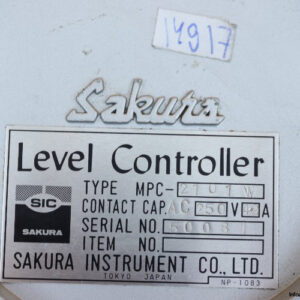 14917
Sakura
Level Controller
TYPE MPC-2101W
SIC
SAKURA
CONTACT CAP. AC 250 V A
SERIAL NO.
ITEM NO.
SAKURA INSTRUMENT CO., LTD.
TOKYO JAPAN
NP-1083